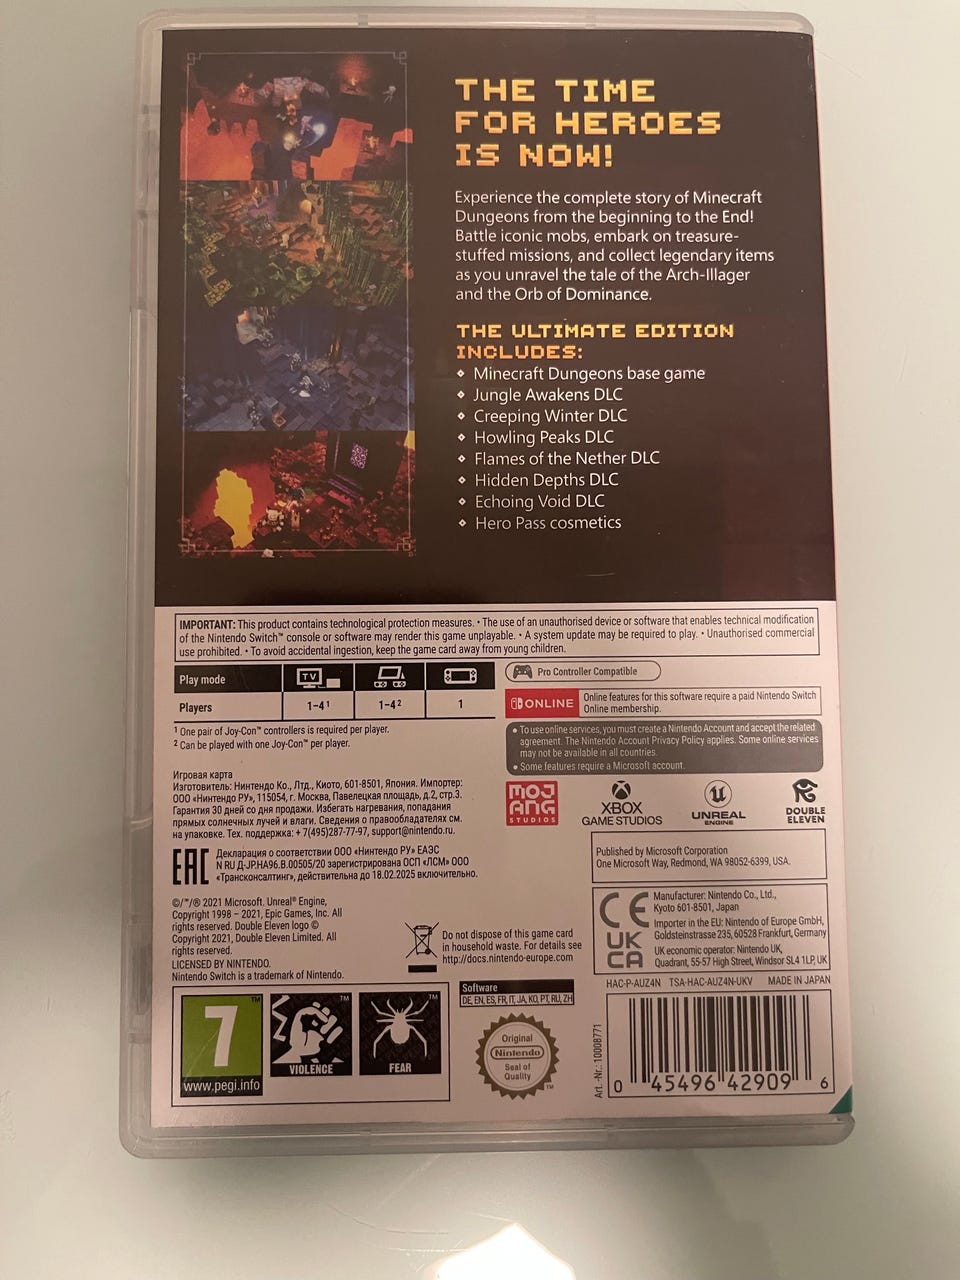 THE TIME
FOR HEROES
IS NOW!
Experience the complete story of Minecraft
Dungeons from the beginning to the End!
Battle iconic mobs, embark on treasure-
stuffed missions, and collect legendary items
as you unravel the tale of the Arch-Illager
and the Orb of Dominance.
THE ULTIMATE EDITION
INCLUDES:
Minecraft Dungeons base game
Jungle Awakens DLC
Creeping Winter DLC
Howling Peaks DLC
Flames of the Nether DLC
Hidden Depths DLC
Echoing Void DLC
Hero Pass cosmetics
IMPORTANT: This product contains technological protection measures. • The use of an unauthorised device or software that enables technical modification
of the Nintendo Switch™ console or software may render this game unplayable. • A system update may be required to play. • Unauthorised commercial
use prohibited. • To avoid accidental ingestion, keep the game card away from young children.
Play mode
TV
Players
1-4¹
1-4²
1
¹ One pair of Joy-Con™ controllers is required per player.
² Can be played with one Joy-Con™ per player.
Pro Controller Compatible
ONLINE
Online features for this software require a paid Nintendo Switch
Online membership.
• To use online services, you must create a Nintendo Account and accept the related
agreement. The Nintendo Account Privacy Policy applies. Some online services
may not be available in all countries.
• Some features require a Microsoft account.
Игровая карта
Изготовитель: Нинтендо Ко., Лтд., Киото, 601-8501, Япония. Импортер:
ООО «Нинтендо РУ», 115054, г. Москва, Павелецкая площадь, д.2, стр.3.
Гарантия 30 дней со дня продажи. Избегать нагревания, попадания
прямых солнечных лучей и влаги. Сведения о правообладателях см.
на упаковке. Тех. поддержка: + 7(495)287-77-97, support@nintendo.ru.
EAC
Декларация о соответствии ООО «Нинтендо РУ» ЕАЭС
N RU Д-JP.НА96.В.00505/20 зарегистрирована ОСП «ЛСМ» ООО
«Трансконсалтинг», действительна до 18.02.2025 включительно.
MOJ
ANG
STUDIOS
XBOX
GAME STUDIOS
UNREAL
ENGINE
DOUBLE
ELEVEN
Published by Microsoft Corporation
One Microsoft Way, Redmond, WA 98052-6399, USA.
©/™/® 2021 Microsoft. Unreal® Engine,
Copyright 1998 – 2021, Epic Games, Inc. All
rights reserved. Double Eleven logo ©
Copyright 2021, Double Eleven Limited. All
rights reserved.
LICENSED BY NINTENDO.
Nintendo Switch is a trademark of Nintendo.
Do not dispose of this game card
in household waste. For details see
http://docs.nintendo-europe.com
CE
UK
CA
Manufacturer: Nintendo Co., Ltd.,
Kyoto 601-8501, Japan
Importer in the EU: Nintendo of Europe GmbH,
Goldsteinstrasse 235, 60528 Frankfurt, Germany
UK economic operator: Nintendo UK,
Quadrant, 55-57 High Street, Windsor SL4 1LP, UK
HAC-P-AUZ4N TSA-HAC-AUZ4N-UKV MADE IN JAPAN
7
™
www.pegi.info
VIOLENCE
™
FEAR
™
Software
DE, EN, ES, FR, IT, JA, KO, PT, RU, ZH
Original
Nintendo
Seal of
Quality
™
Art.-Nr.: 10008771
0 45496 42909 6